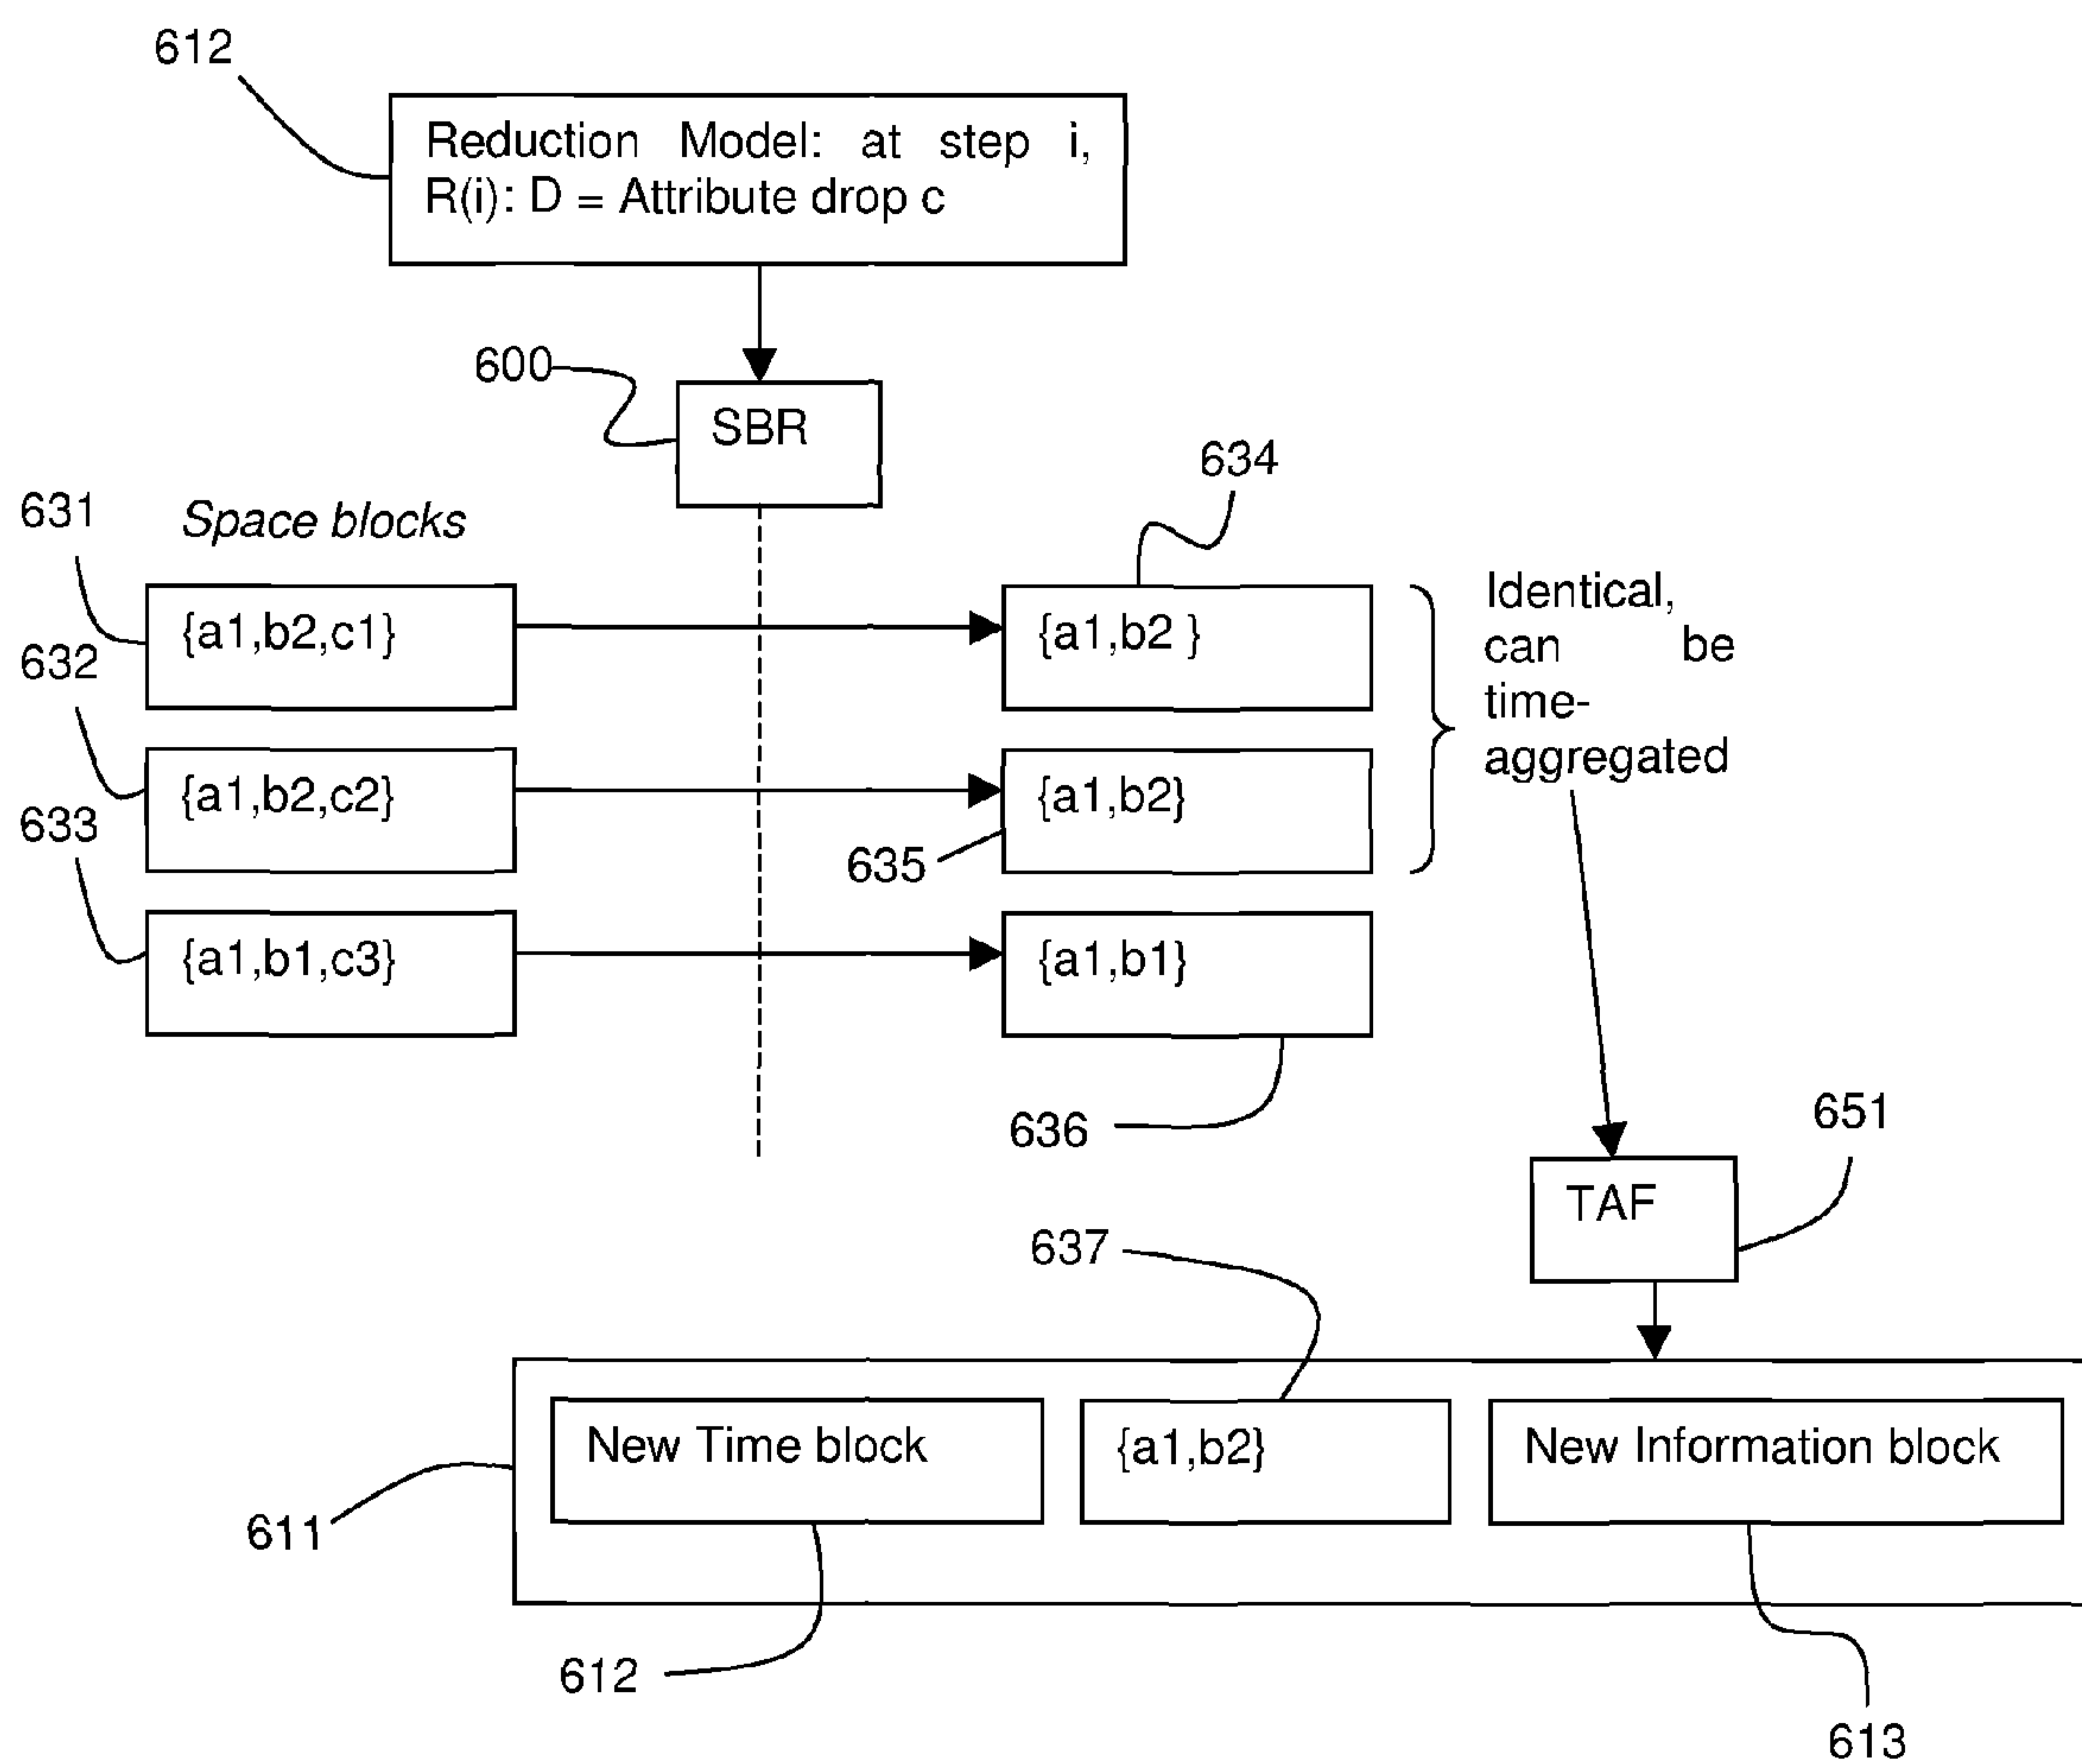 612
Reduction Model: at step i,
R(i): D = Attribute drop c
600
SBR
634
631
Space blocks
{a1,b2,c1}
{a1,b2 }
Identical,
can be
time-
aggregated
632
{a1,b2,c2}
{a1,b2}
635
633
{a1,b1,c3}
{a1,b1}
636
651
TAF
637
New Time block
{a1,b2}
New Information block
611
612
613